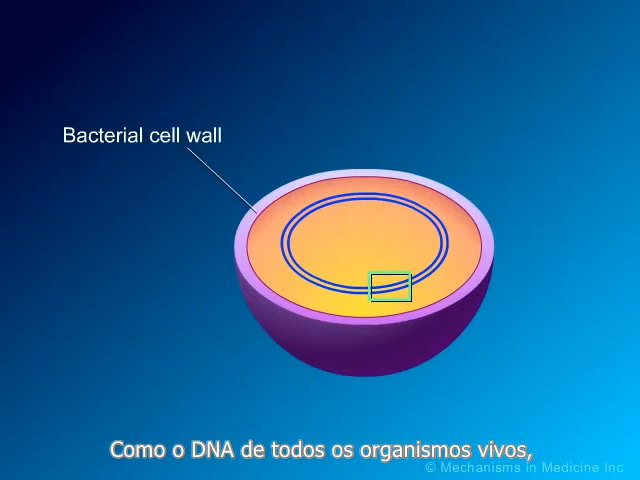 Bacterial cell wall
Como o DNA de todos os organismos vivos,
© Mechanisms in Medicine Inc